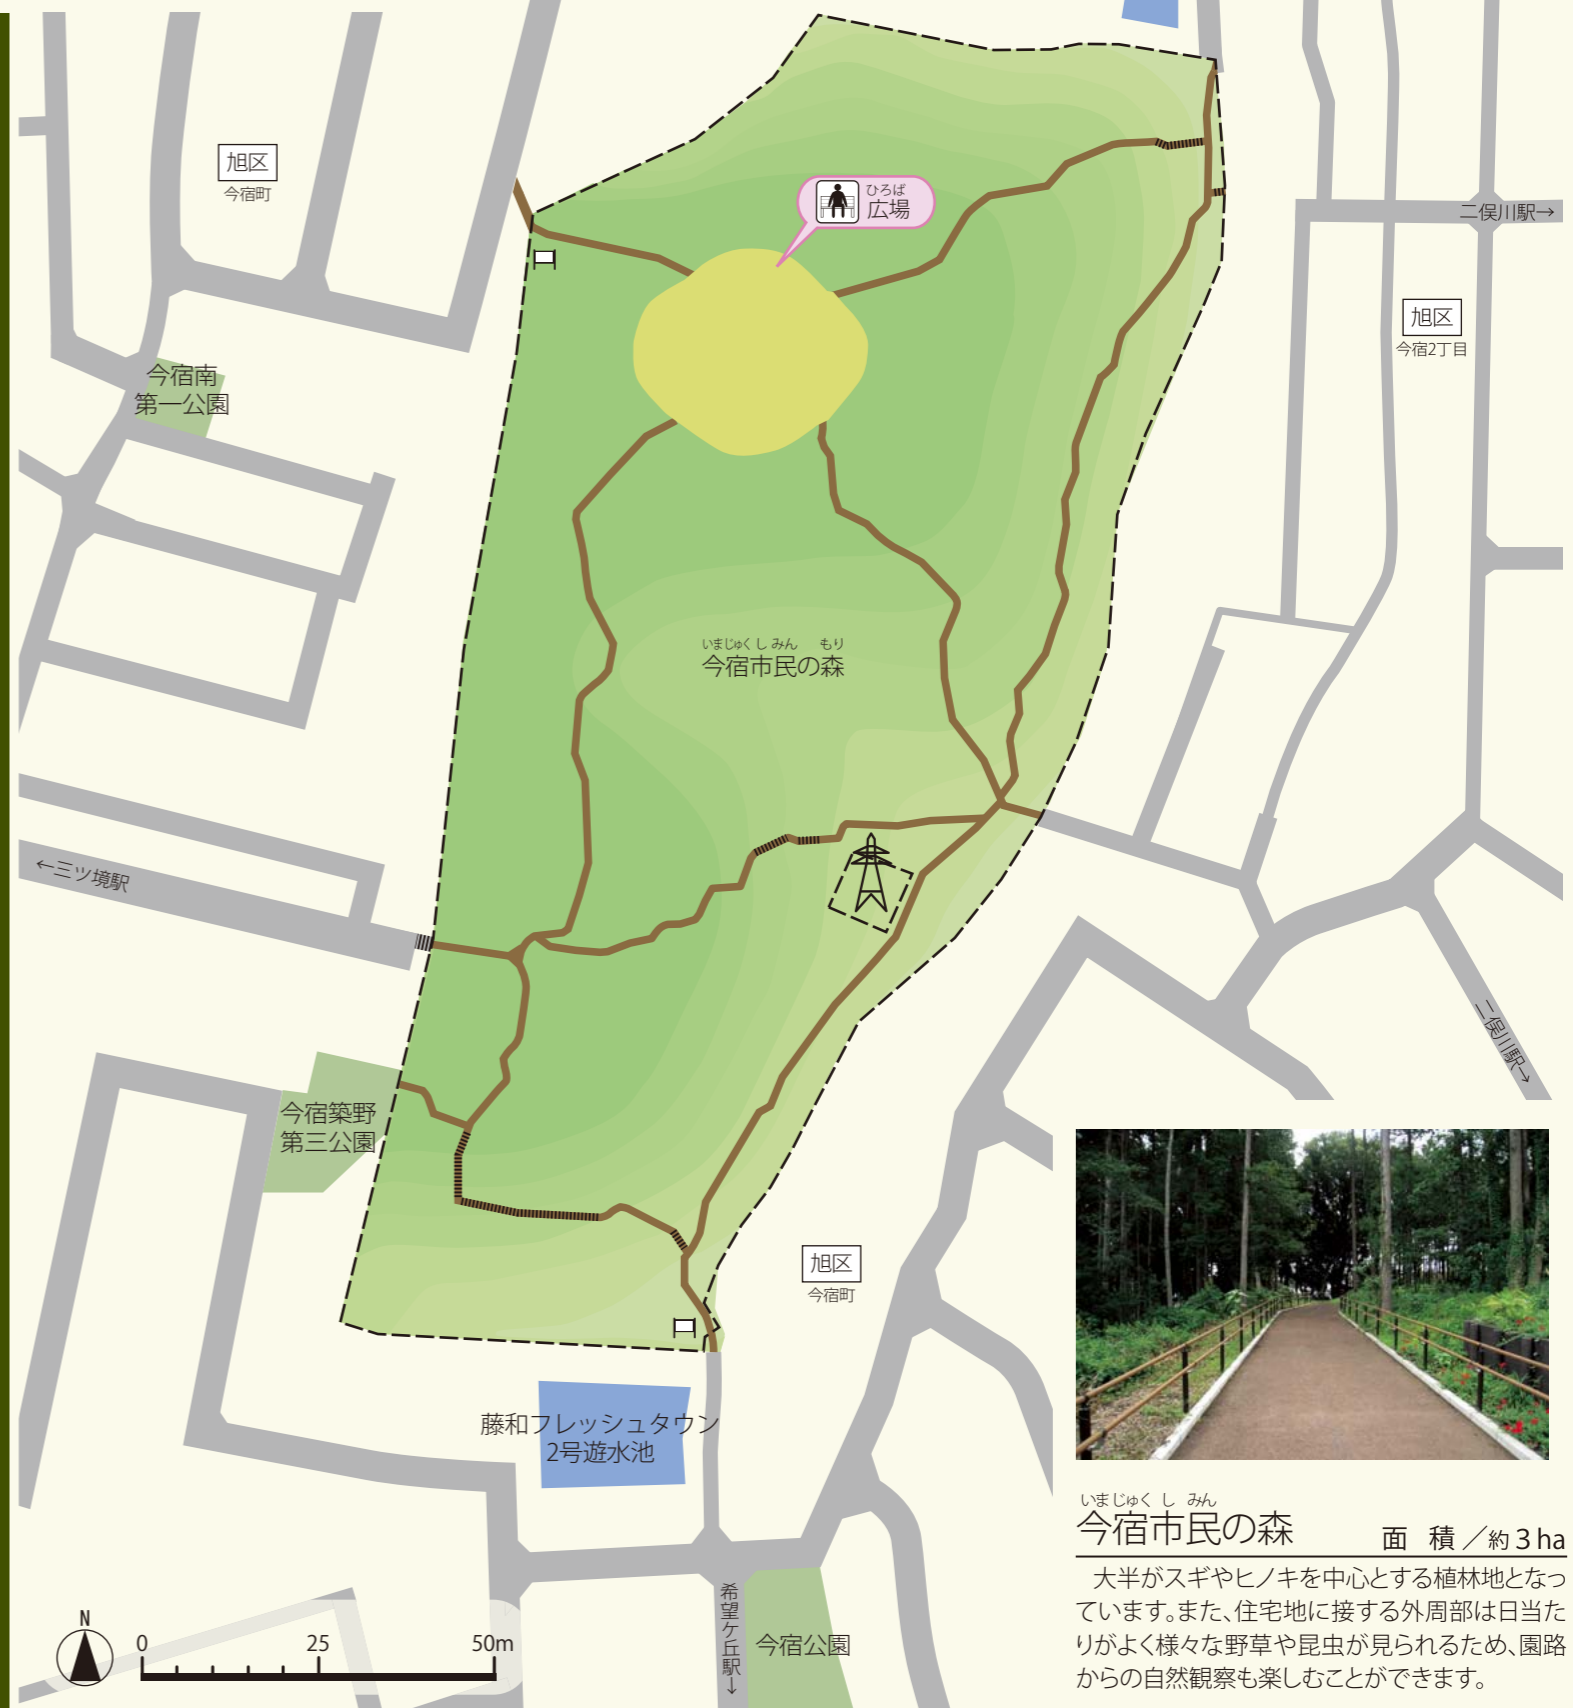 旭区
今宿町
ひろば
広場
二俣川駅→
旭区
今宿2丁目
今宿南
第一公園
いまじゅくしみん もり
今宿市民の森
←三ツ境駅
二俣川駅→
今宿築野
第三公園
旭区
今宿町
藤和フレッシュタウン
2号遊水池
希望ケ丘駅→
今宿公園
N
0 25 50m
いまじゅく し みん
今宿市民の森 面 積／約3ha
大半がスギやヒノキを中心とする植林地となっ
ています。また、住宅地に接する外周部は日当た
りがよく様々な野草や昆虫が見られるため、園路
からの自然観察も楽しむことができます。